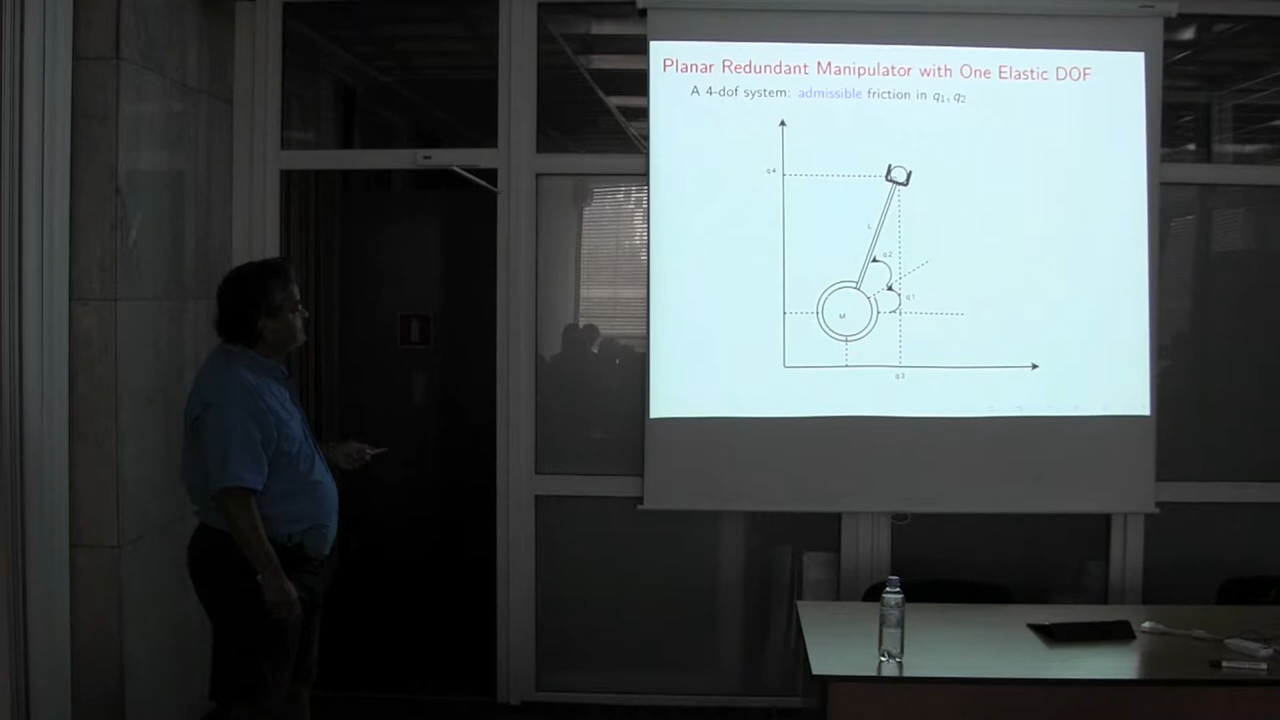 Planar Redundant Manipulator with One Elastic DOF
A 4-dof system: admissible friction in q₁, q₂
q4
L
q2
q1
M
q3